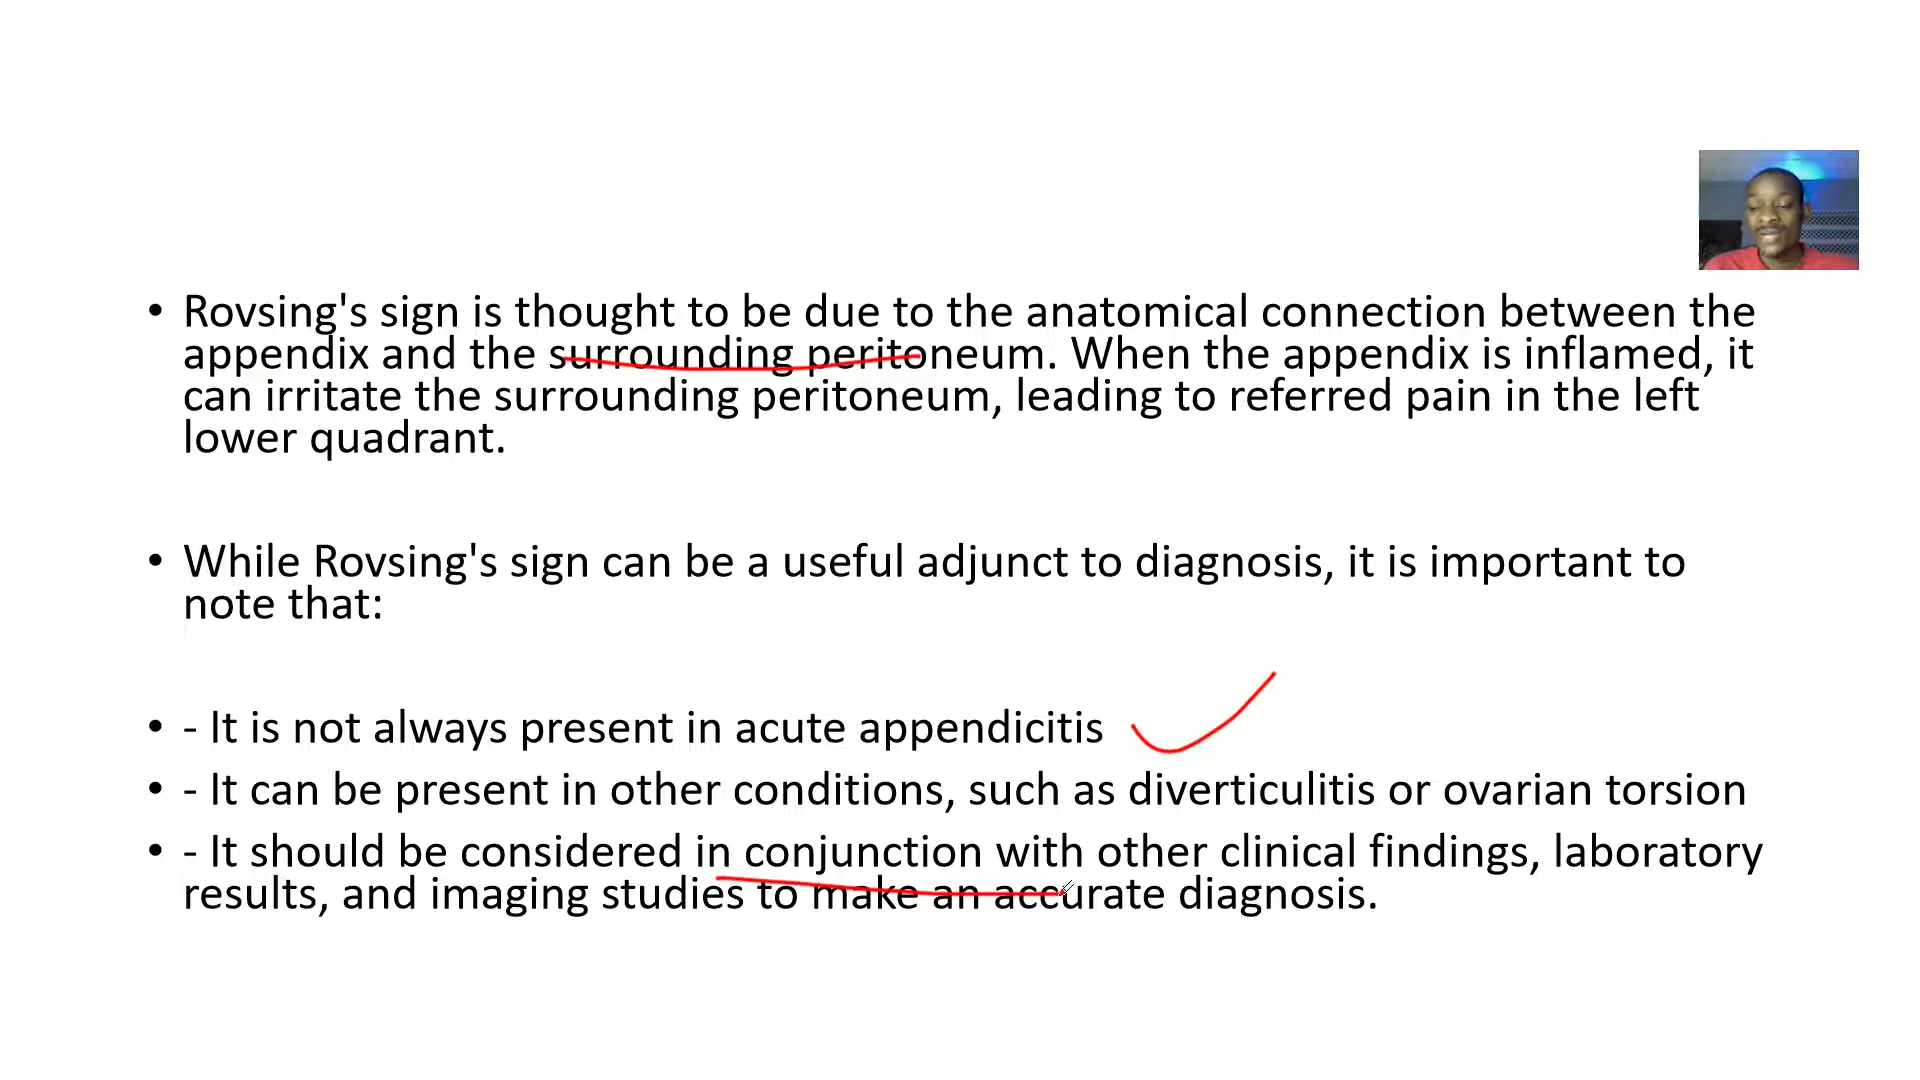 • Rovsing's sign is thought to be due to the anatomical connection between the
appendix and the surrounding peritoneum. When the appendix is inflamed, it
can irritate the surrounding peritoneum, leading to referred pain in the left
lower quadrant.
• While Rovsing's sign can be a useful adjunct to diagnosis, it is important to
note that:
• - It is not always present in acute appendicitis
• - It can be present in other conditions, such as diverticulitis or ovarian torsion
• - It should be considered in conjunction with other clinical findings, laboratory
results, and imaging studies to make an accurate diagnosis.